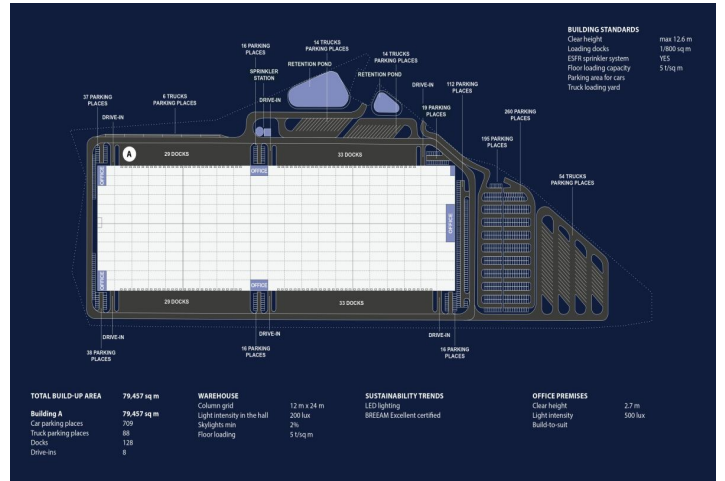 BUILDING STANDARDS
Clear height max 12.6 m
Loading docks 1/800 sq m
ESFR sprinkler system YES
Floor loading capacity 5 t/sq m
Parking area for cars
Truck loading yard
16 PARKING
PLACES
14 TRUCKS
PARKING PLACES
14 TRUCKS
PARKING PLACES
RETENTION POND
RETENTION POND
SPRINKLER
STATION
DRIVE-IN
DRIVE-IN
112 PARKING
PLACES
37 PARKING
PLACES
6 TRUCKS
PARKING PLACES
19 PARKING
PLACES
260 PARKING
PLACES
DRIVE-IN
195 PARKING
PLACES
54 TRUCKS
PARKING PLACES
A
29 DOCKS
33 DOCKS
OFFICE
OFFICE
OFFICE
OFFICE
OFFICE
29 DOCKS
33 DOCKS
DRIVE-IN
DRIVE-IN
DRIVE-IN
38 PARKING
PLACES
16 PARKING
PLACES
16 PARKING
PLACES
TOTAL BUILD-UP AREA 79,457 sq m
Building A 79,457 sq m
Car parking places 709
Truck parking places 88
Docks 128
Drive-ins 8
WAREHOUSE
Column grid 12 m x 24 m
Light intensity in the hall 200 lux
Skylights min 2%
Floor loading 5 t/sq m
SUSTAINABILITY TRENDS
LED lighting
BREEAM Excellent certified
OFFICE PREMISES
Clear height 2.7 m
Light intensity 500 lux
Build-to-suit